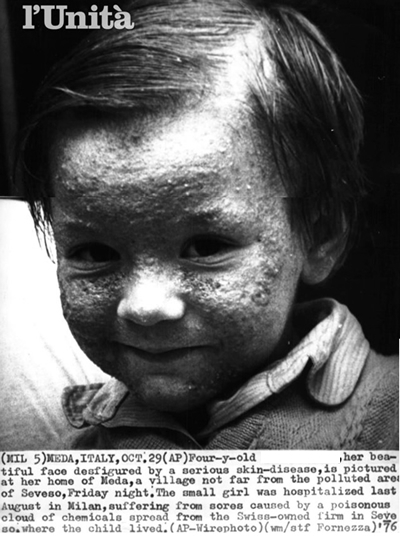 l'Unità
(MIL 5)MEDA,ITALY,OCT.29(AP)Four-y-old ,her bea-
tiful face desfigured by a serious skin-disease,is pictured
at her home of Meda,a village not far from the polluted area
of Seveso,Friday night.The small girl was hospitalized last
August in Milan,suffering from sores caused by a poisonous
cloud of chemicals spread from the Swiss-owned firm in Seve
so.where the child lived.(AP-Wirephoto)(wm/stf Fornezza)'76